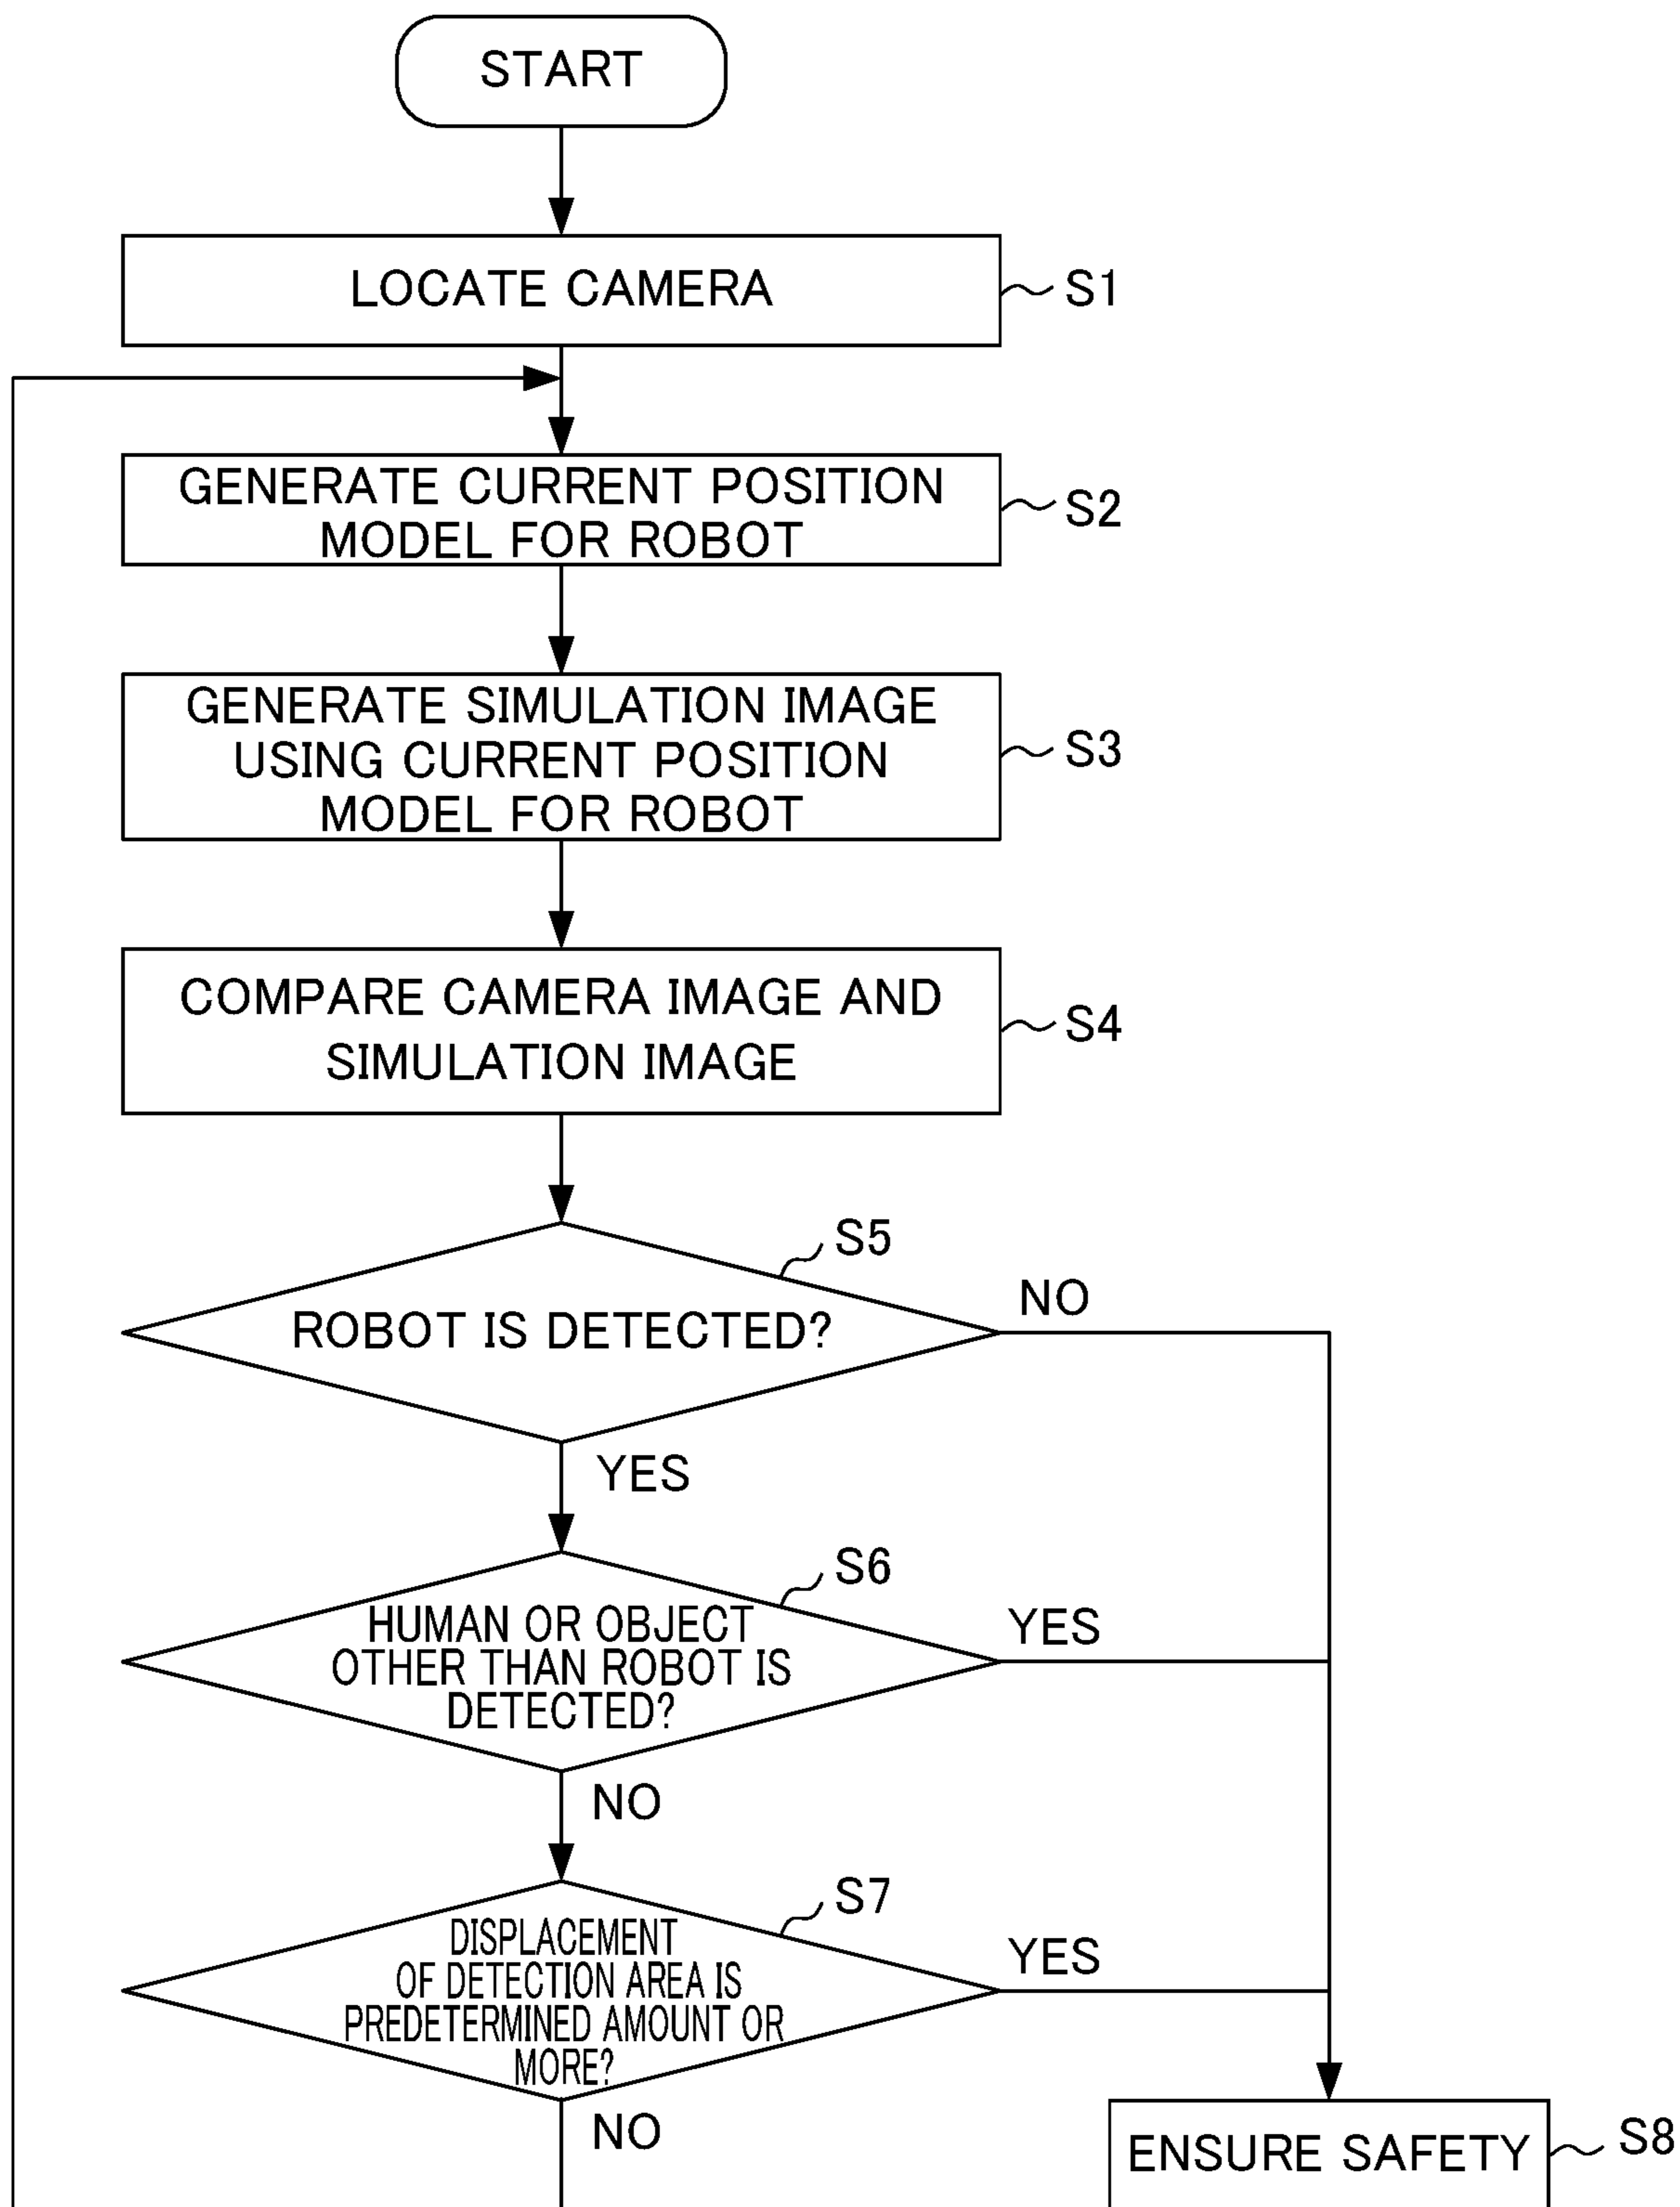 START
LOCATE CAMERA
S1
GENERATE CURRENT POSITION
MODEL FOR ROBOT
S2
GENERATE SIMULATION IMAGE
USING CURRENT POSITION
MODEL FOR ROBOT
S3
COMPARE CAMERA IMAGE AND
SIMULATION IMAGE
S4
S5
ROBOT IS DETECTED?
NO
YES
S6
HUMAN OR OBJECT
OTHER THAN ROBOT IS
DETECTED?
YES
NO
S7
DISPLACEMENT
OF DETECTION AREA IS
PREDETERMINED AMOUNT OR
MORE?
YES
NO
ENSURE SAFETY
S8